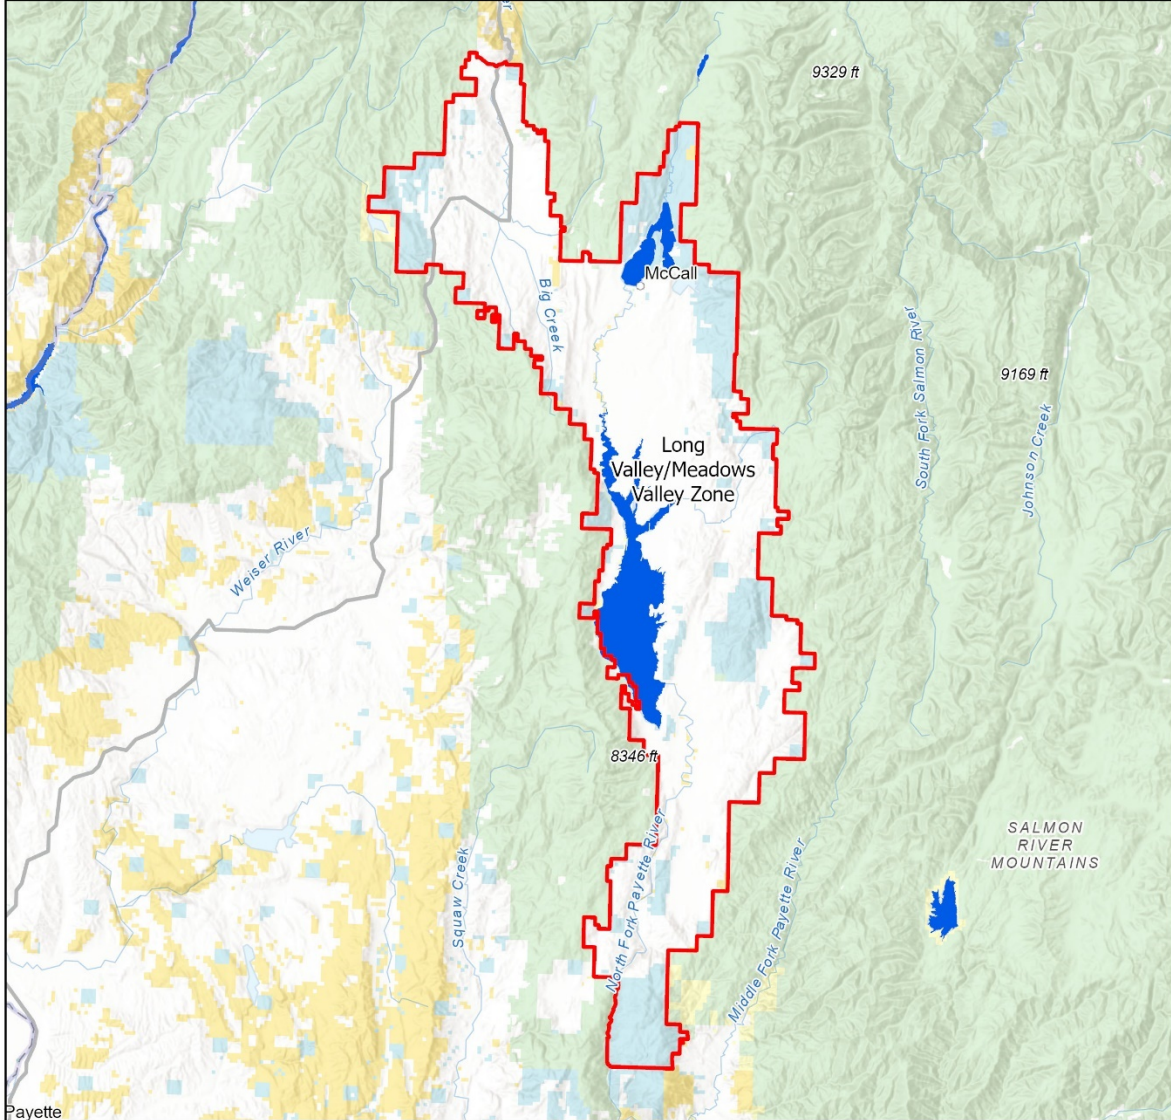 9329 ft
McCall
Big Creek
South Fork Salmon River
9169 ft
Johnson Creek
Long
Valley/Meadows
Valley Zone
Weiser River
8346 ft
SALMON
RIVER
MOUNTAINS
Squaw Creek
North Fork Payette River
Middle Fork Payette River
Payette